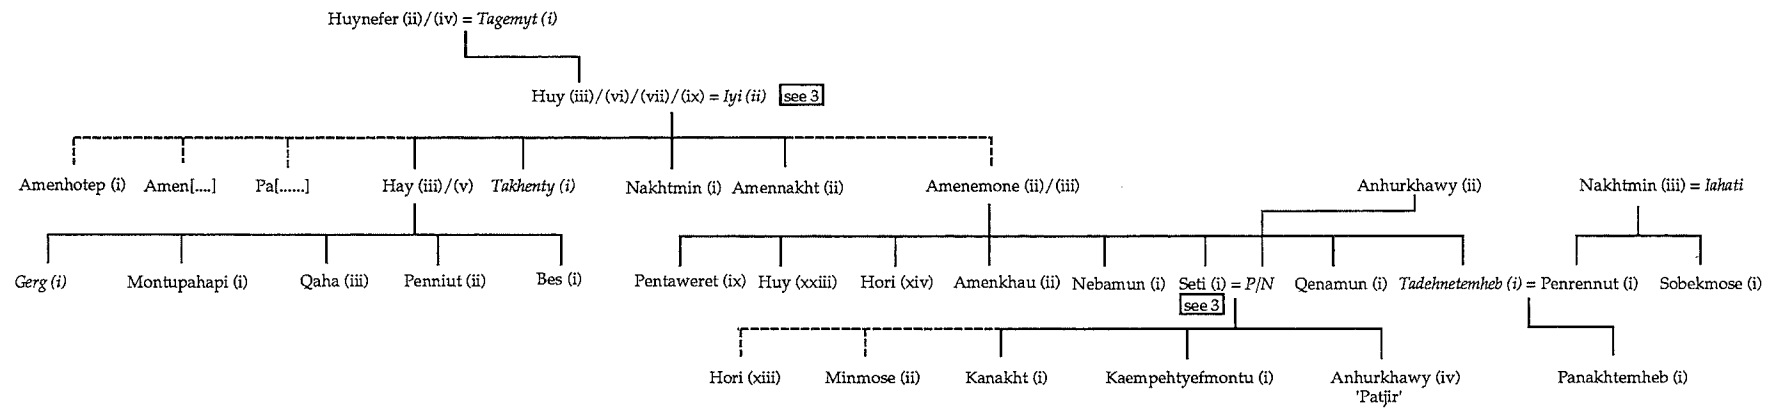 Huynefer (ii)/(iv) = Tagemyt (i)
Huy (iii)/(vi)/(vii)/(ix) = Iyi (ii) see 3
Amenhotep (i) Amen[....] Pa[......] Hay (iii)/(v) Takhenty (i) Nakhtmin (i) Amennakht (ii) Amenemone (ii)/(iii) Anhurkhawy (ii) Nakhtmin (iii) = Iahati
Gerg (i) Montupahapi (i) Qaha (iii) Penniut (ii) Bes (i) Pentaweret (ix) Huy (xxiii) Hori (xiv) Amenkhau (ii) Nebamun (i) Seti (i) = P/N Qenamun (i) Tadehnetemheb (i) = Penrennut (i) Sobekmose (i)
see 3
Hori (xiii) Minmose (ii) Kanakht (i) Kaempehtyefmontu (i) Anhurkhawy (iv) Panakhtemheb (i)
'Patjir'